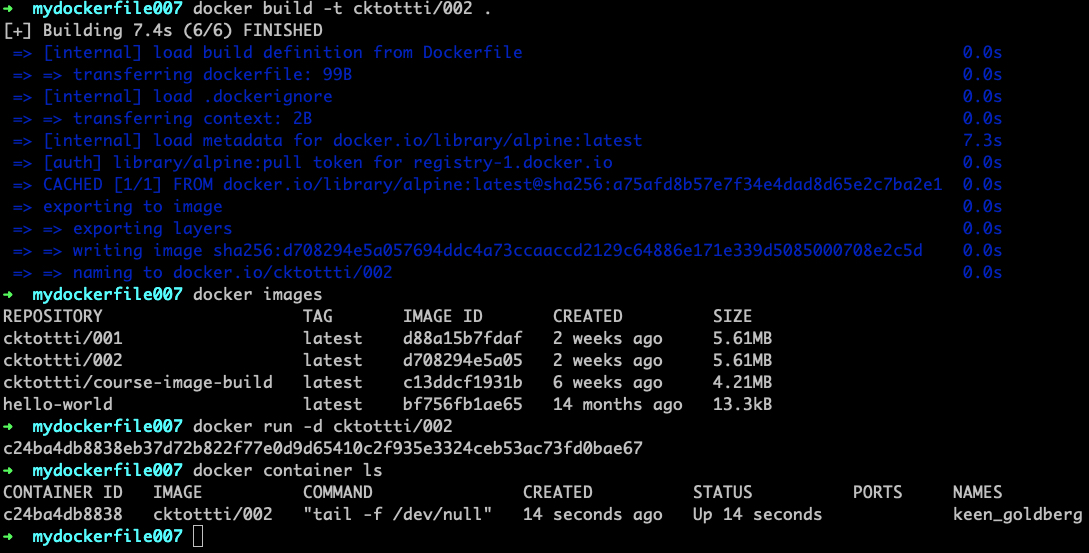 ➜  mydockerfile007 docker build -t cktottti/002 .
[+] Building 7.4s (6/6) FINISHED
 => [internal] load build definition from Dockerfile                                            0.0s
 => => transferring dockerfile: 99B                                                             0.0s
 => [internal] load .dockerignore                                                               0.0s
 => => transferring context: 2B                                                                 0.0s
 => [internal] load metadata for docker.io/library/alpine:latest                                7.3s
 => [auth] library/alpine:pull token for registry-1.docker.io                                   0.0s
 => CACHED [1/1] FROM docker.io/library/alpine:latest@sha256:a75afd8b57e7f34e4dad8d65e2c7ba2e1  0.0s
 => exporting to image                                                                          0.0s
 => => exporting layers                                                                         0.0s
 => => writing image sha256:d708294e5a057694ddc4a73ccaaccd2129c64886e171e339d5085000708e2c5d    0.0s
 => => naming to docker.io/cktottti/002                                                         0.0s
➜  mydockerfile007 docker images
REPOSITORY                    TAG       IMAGE ID       CREATED         SIZE
cktottti/001                  latest    d88a15b7fdaf   2 weeks ago     5.61MB
cktottti/002                  latest    d708294e5a05   2 weeks ago     5.61MB
cktottti/course-image-build   latest    c13ddcf1931b   6 weeks ago     4.21MB
hello-world                   latest    bf756fb1ae65   14 months ago   13.3kB
➜  mydockerfile007 docker run -d cktottti/002
c24ba4db8838eb37d72b822f77e0d9d65410c2f935e3324ceb53ac73fd0bae67
➜  mydockerfile007 docker container ls
CONTAINER ID   IMAGE          COMMAND               CREATED          STATUS          PORTS     NAMES
c24ba4db8838   cktottti/002   "tail -f /dev/null"   14 seconds ago   Up 14 seconds             keen_goldberg
➜  mydockerfile007